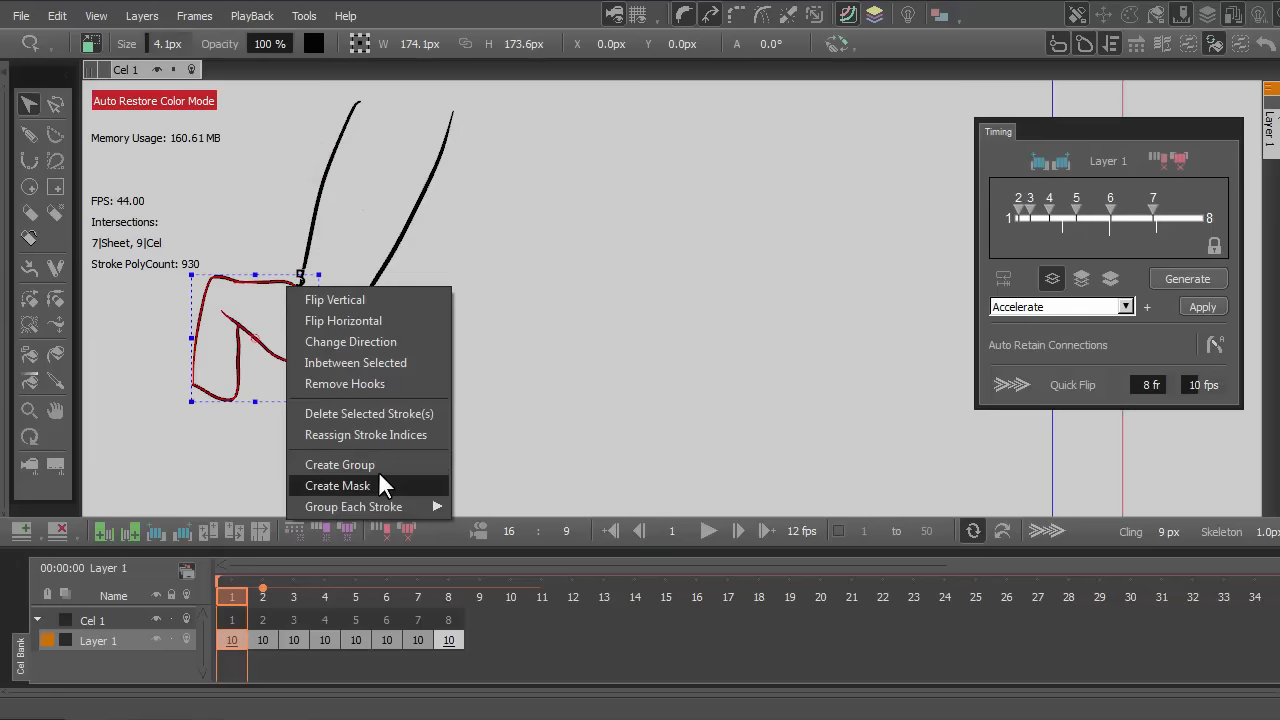 Edit View Layers Frames PlayBack Tools Help
Size 4.1px Opacity 100 % W 174.1px H 173.6px X 0.0px Y 0.0px A 0.0°
Cel 1
Auto Restore Color Mode
Memory Usage: 160.61 MB
FPS: 44.00
Intersections:
7|Sheet, 9|Cel
Stroke PolyCount: 930
Flip Vertical
Flip Horizontal
Change Direction
Inbetween Selected
Remove Hooks
Delete Selected Stroke(s)
Reassign Stroke Indices
Create Group
Create Mask
Group Each Stroke
Timing
Layer 1
2 3 4 5 6 7
1 8
Generate
Accelerate + Apply
Auto Retain Connections
Quick Flip 8 fr 10 fps
Layer 1
16 : 9 1 12 fps 1 to 50 Cling 9 px Skeleton 1.0px
00:00:00 Layer 1
Name 1 2 3 4 5 6 7 8 9 10 11 12 13 14 15 16 17 18 19 20 21 22 23 24 25 26 27 28 29 30 31 32 33 34
Cel 1 1 2 3 4 5 6 7 8
Layer 1 10 10 10 10 10 10 10 10
Cel Bank